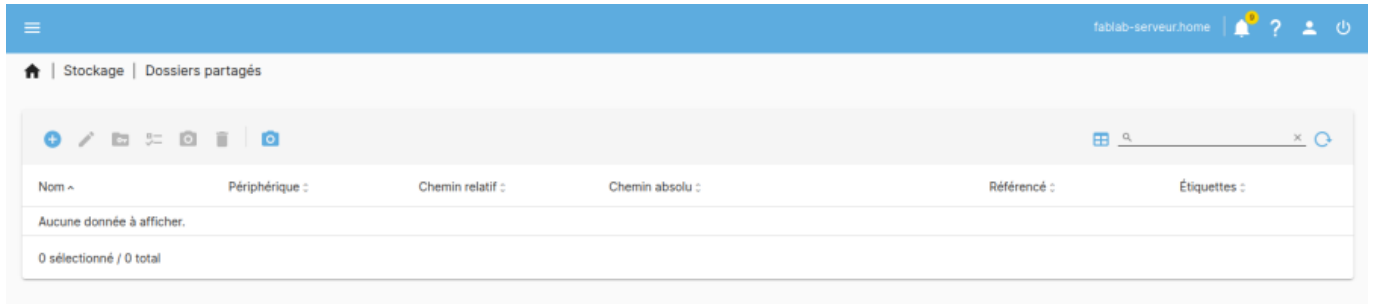 fablab-serveur.home 9 ?
Stockage | Dossiers partagés
Nom Périphérique Chemin relatif Chemin absolu Référencé Étiquettes
Aucune donnée à afficher.
0 sélectionné / 0 total